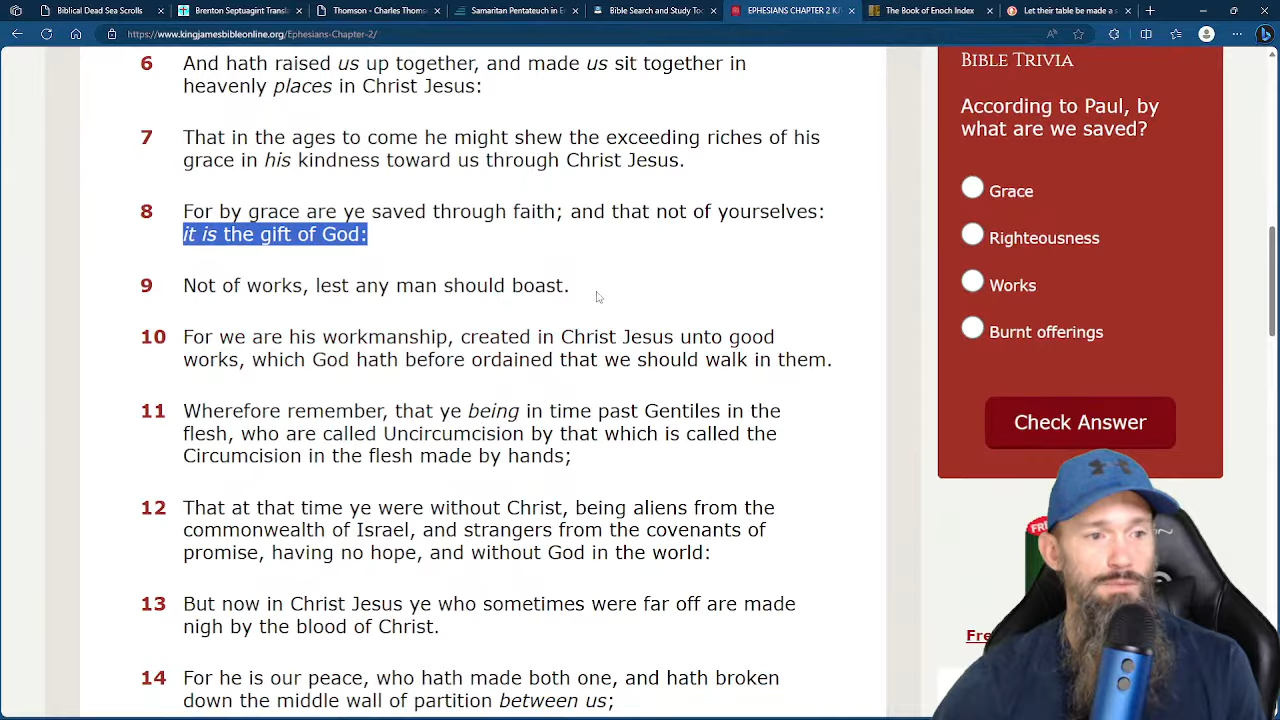 Biblical Dead Sea Scrolls
Brenton Septuagint Transla
Thomson - Charles Thomso
Samaritan Pentateuch in E
Bible Search and Study Too
EPHESIANS CHAPTER 2 KJ
The Book of Enoch Index
Let their table be made a s
https://www.kingjamesbibleonline.org/Ephesians-Chapter-2/
6 And hath raised us up together, and made us sit together in
heavenly places in Christ Jesus:
7 That in the ages to come he might shew the exceeding riches of his
grace in his kindness toward us through Christ Jesus.
8 For by grace are ye saved through faith; and that not of yourselves:
it is the gift of God:
9 Not of works, lest any man should boast.
10 For we are his workmanship, created in Christ Jesus unto good
works, which God hath before ordained that we should walk in them.
11 Wherefore remember, that ye being in time past Gentiles in the
flesh, who are called Uncircumcision by that which is called the
Circumcision in the flesh made by hands;
12 That at that time ye were without Christ, being aliens from the
commonwealth of Israel, and strangers from the covenants of
promise, having no hope, and without God in the world:
13 But now in Christ Jesus ye who sometimes were far off are made
nigh by the blood of Christ.
14 For he is our peace, who hath made both one, and hath broken
down the middle wall of partition between us;
BIBLE TRIVIA
According to Paul, by
what are we saved?
Grace
Righteousness
Works
Burnt offerings
Check Answer
FRE
Fre